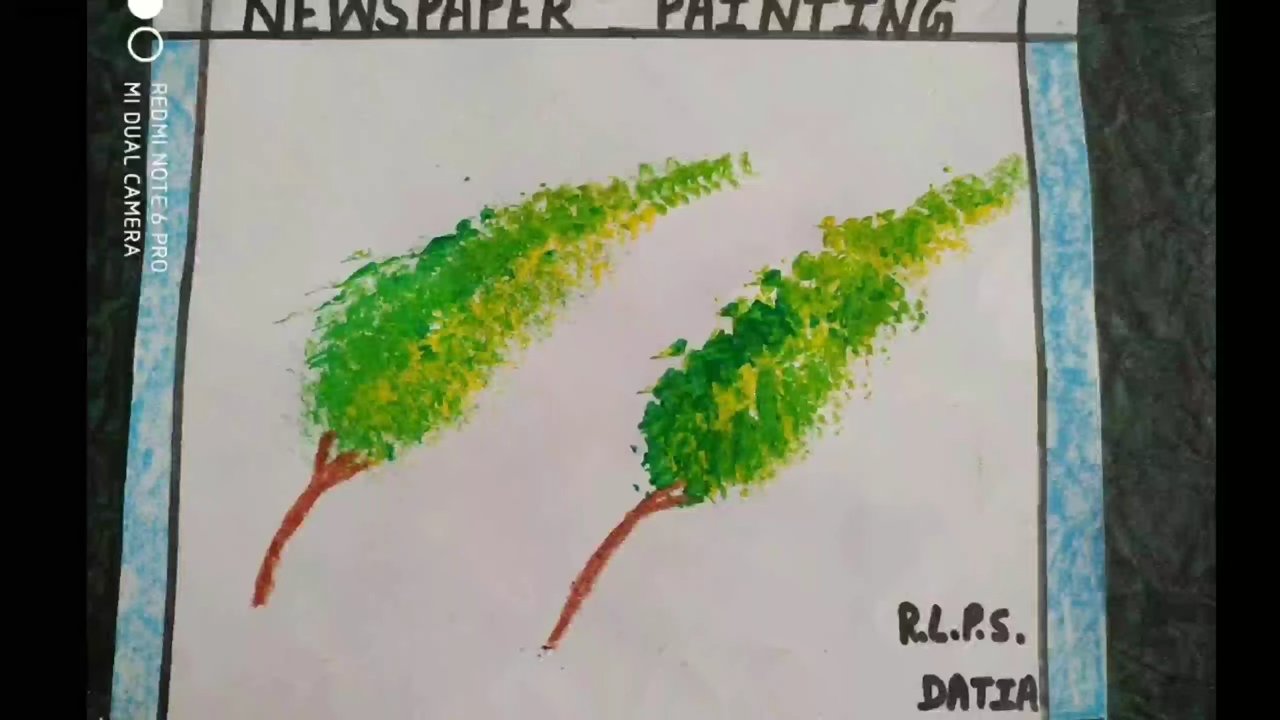 NEWSPAPER PAINTING
REDMI NOTE 6 PRO
MI DUAL CAMERA
R.L.P.S.
DATIA